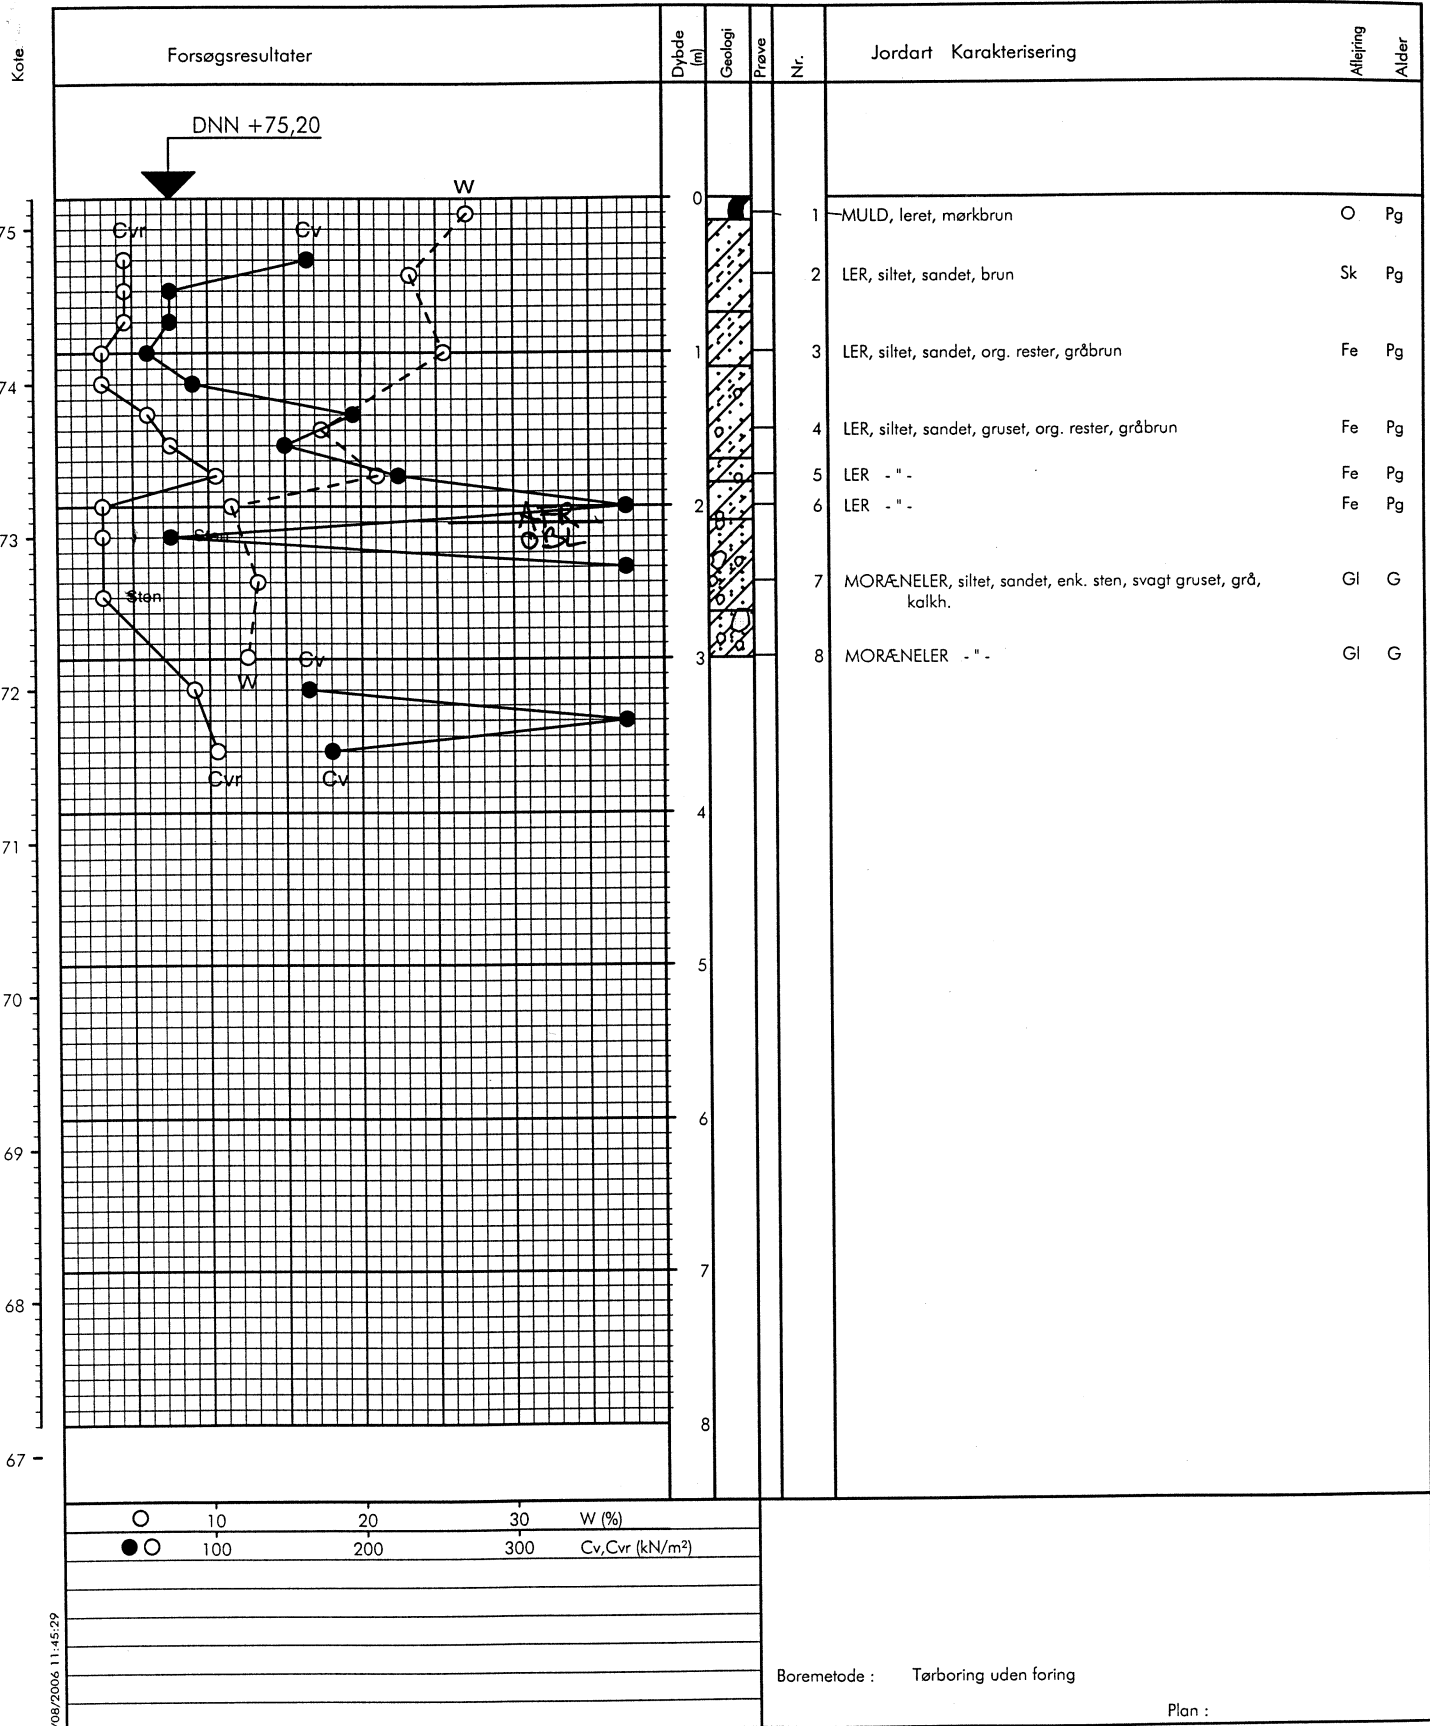 Kote
Forsøgsresultater
Dybde (m)
Geologi
Prøve
Nr.
Jordart Karakterisering
Aflejring
Alder
DNN +75,20
W
Cvr
Cv
75
74
73
72
71
70
69
68
67
0
1
2
3
4
5
6
7
8
1 MULD, leret, mørkbrun O Pg
2 LER, siltet, sandet, brun Sk Pg
3 LER, siltet, sandet, org. rester, gråbrun Fe Pg
4 LER, siltet, sandet, gruset, org. rester, gråbrun Fe Pg
5 LER - " - Fe Pg
6 LER - " - Fe Pg
7 MORÆNELER, siltet, sandet, enk. sten, svagt gruset, grå, Gl G
kalkh.
8 MORÆNELER - " - Gl G
AFR
OBL
Sten
Sten
Cv
W
Cvr
Cv
10 20 30 W (%)
100 200 300 Cv,Cvr (kN/m²)
/08/2006 11:45:29
Boremetode : Tørboring uden foring
Plan :